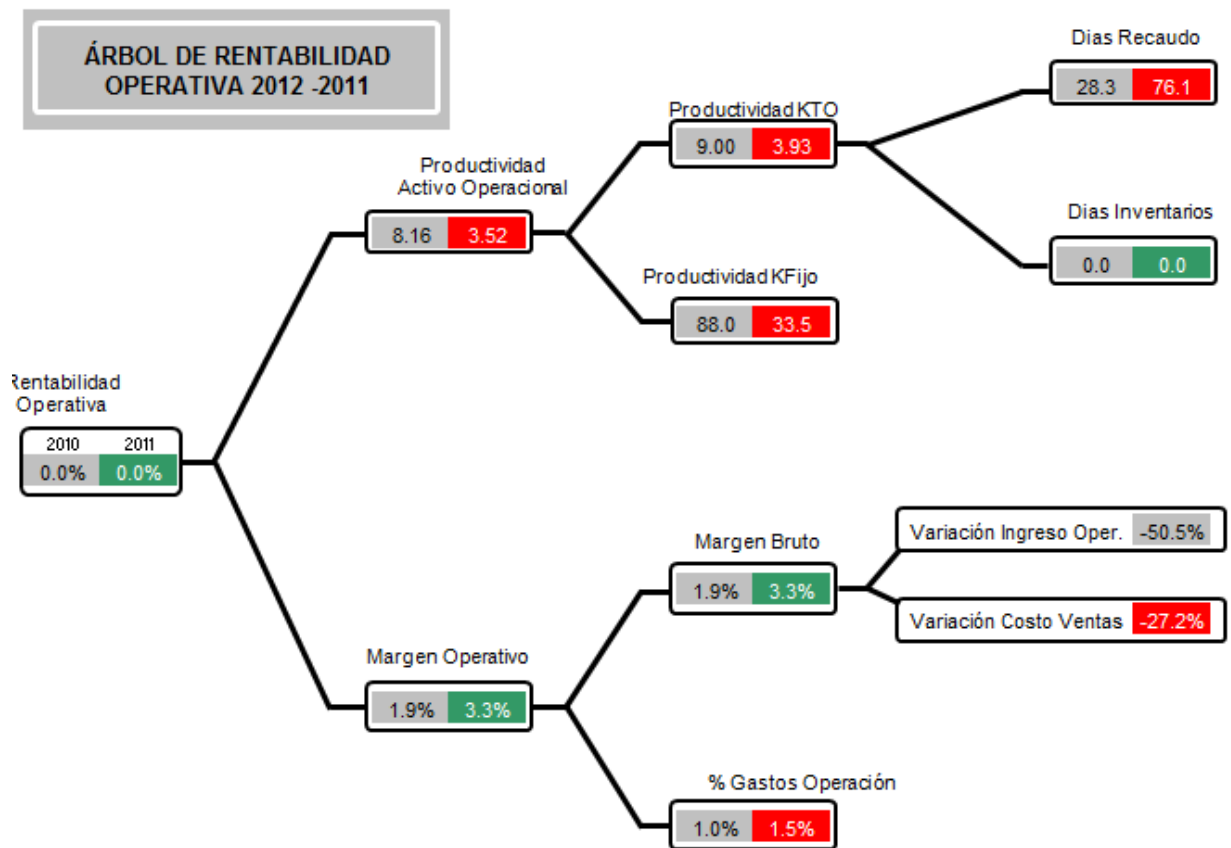 ÁRBOL DE RENTABILIDAD
OPERATIVA 2012 -2011
Dias Recaudo
28.3 76.1
Productividad KTO
9.00 3.93
Productividad
Activo Operacional
8.16 3.52
Dias Inventarios
0.0 0.0
Productividad KFijo
88.0 33.5
Rentabilidad
Operativa
2010 2011
0.0% 0.0%
Margen Bruto
1.9% 3.3%
Variación Ingreso Oper. -50.5%
Variación Costo Ventas -27.2%
Margen Operativo
1.9% 3.3%
% Gastos Operación
1.0% 1.5%